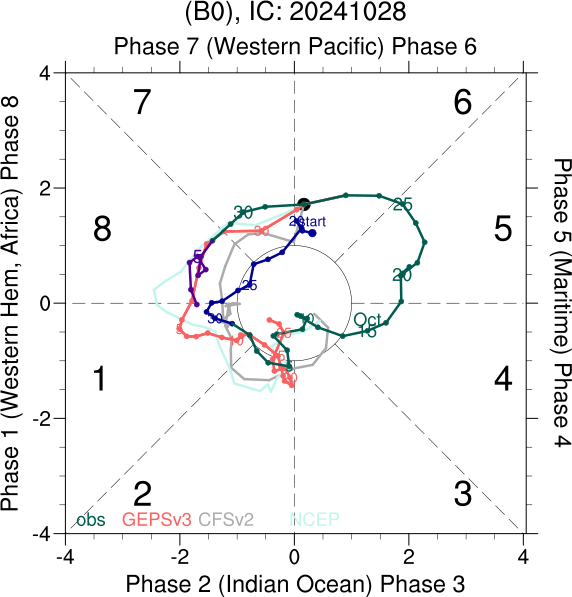 (B0), IC: 20241028
Phase 7 (Western Pacific) Phase 6
Phase 1 (Western Hem, Africa) Phase 8
Phase 5 (Maritime) Phase 4
4
2
0
-2
-4
7 6
8 5
1 4
2 3
30 25
start
25
20
Oct
15
30
5
obs GEPSv3 CFSv2 NCEP
-4 -2 0 2 4
Phase 2 (Indian Ocean) Phase 3